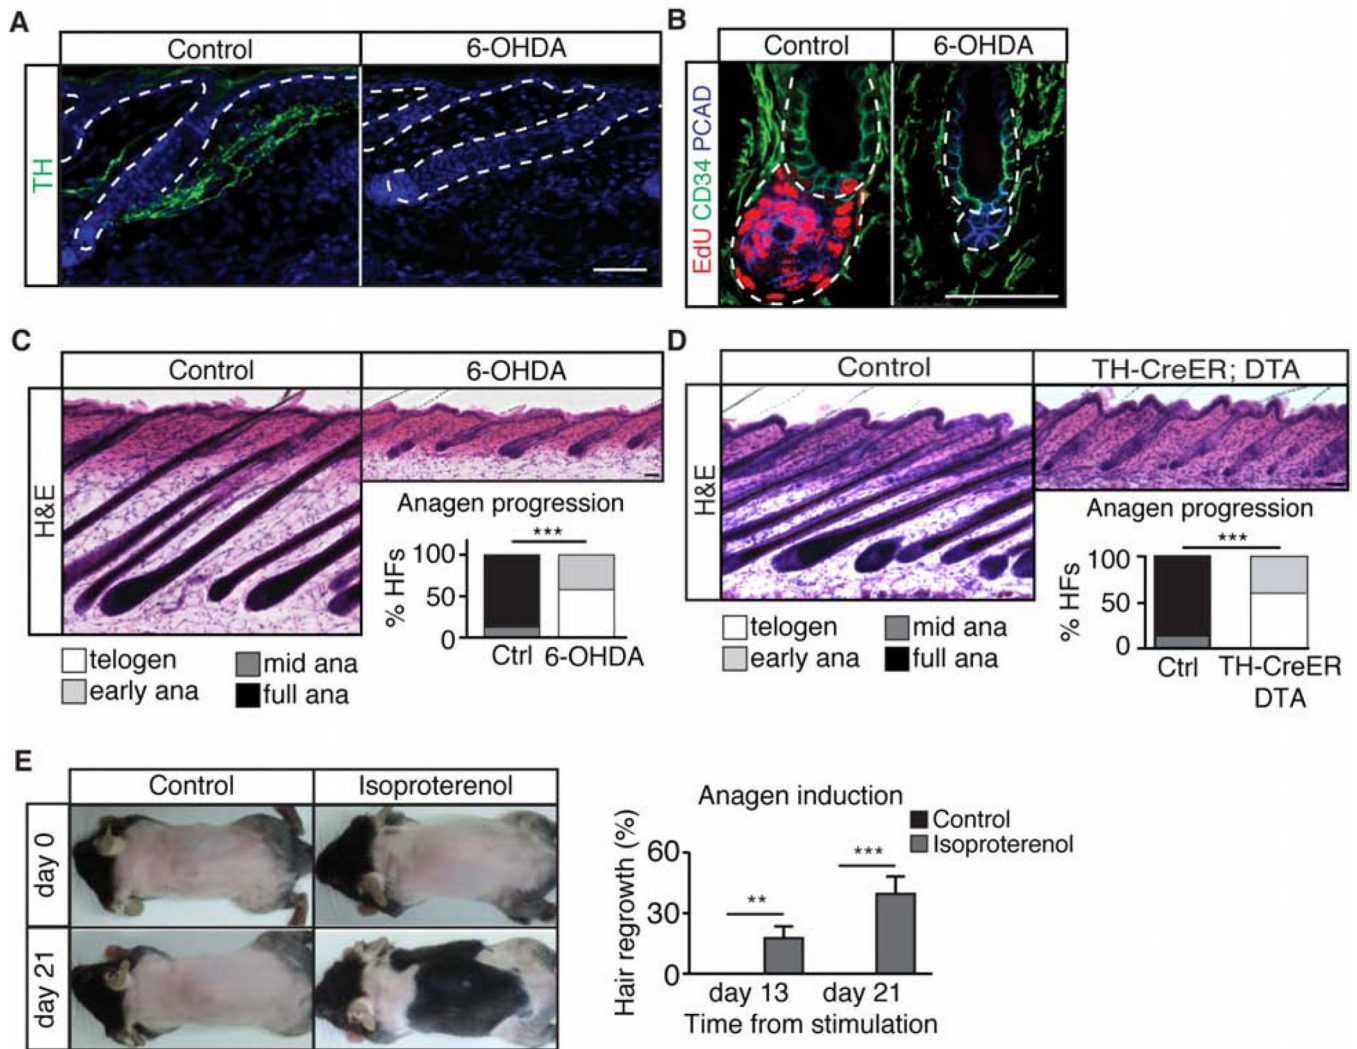 A
Control
6-OHDA
TH
B
Control
6-OHDA
EdU CD34 PCAD
C
Control
6-OHDA
H&E
Anagen progression
***
% HFs
100
50
0
Ctrl 6-OHDA
telogen
mid ana
early ana
full ana
D
Control
TH-CreER; DTA
H&E
Anagen progression
***
% HFs
100
50
0
Ctrl TH-CreER
DTA
telogen
mid ana
early ana
full ana
E
Control
Isoproterenol
day 0
day 21
Anagen induction
Control
Isoproterenol
Hair regrowth (%)
60
30
0
**
***
day 13 day 21
Time from stimulation